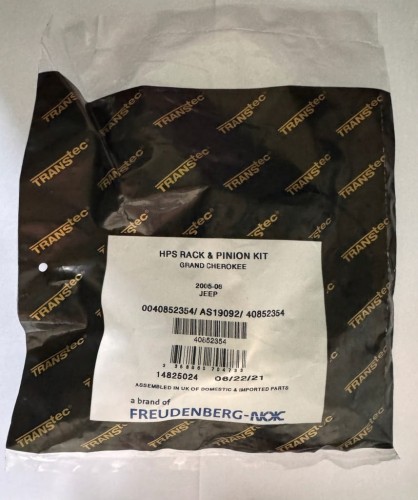 TRANStec
HPS RACK & PINION KIT
GRAND CHEROKEE
2005-06
JEEP
0040852354/ AS19092/ 40852354
40852354
14825024 06/22/21
ASSEMBLED IN UK OF DOMESTIC & IMPORTED PARTS
a brand of
FREUDENBERG-NOK